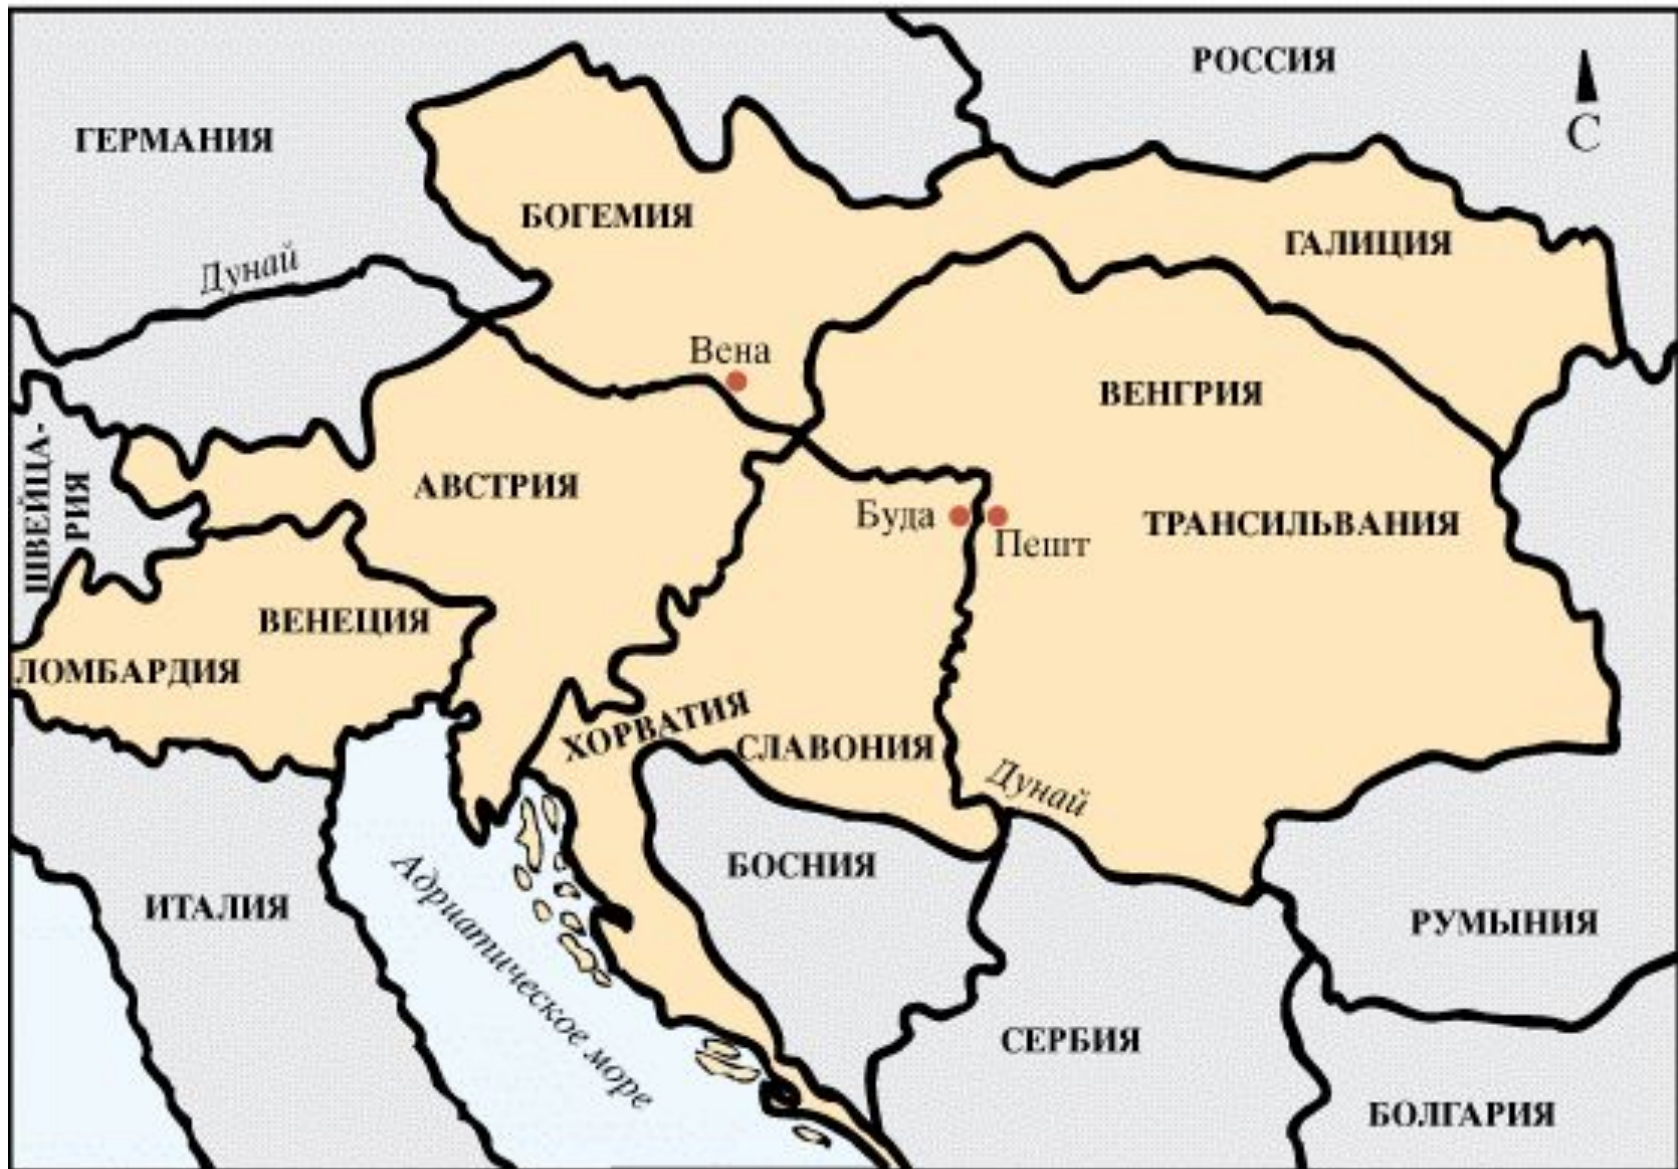 РОССИЯ
С
ГЕРМАНИЯ
БОГЕМИЯ
ГАЛИЦИЯ
Дунай
Вена
ВЕНГРИЯ
ШВЕЙЦА-
РИЯ
АВСТРИЯ
Буда
Пешт
ТРАНСИЛЬВАНИЯ
ВЕНЕЦИЯ
ЛОМБАРДИЯ
ХОРВАТИЯ
СЛАВОНИЯ
Дунай
БОСНИЯ
ИТАЛИЯ
Адриатическое море
РУМЫНИЯ
СЕРБИЯ
БОЛГАРИЯ